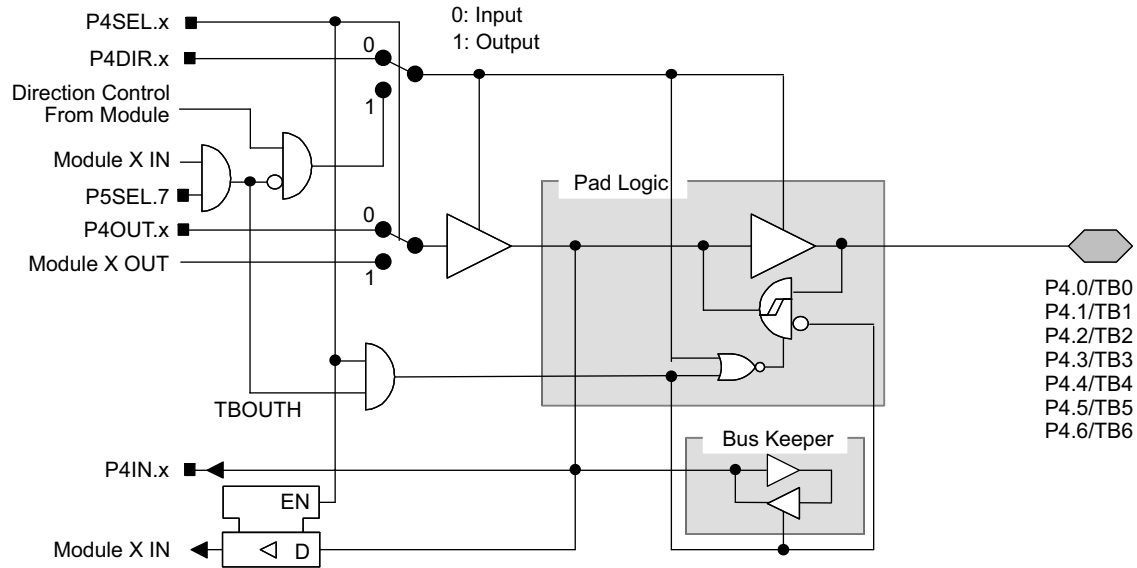 P4SEL.x
0: Input
1: Output
P4DIR.x
0
1
Direction Control
From Module
Module X IN
P5SEL.7
Pad Logic
P4OUT.x
0
Module X OUT
1
P4.0/TB0
P4.1/TB1
P4.2/TB2
P4.3/TB3
P4.4/TB4
P4.5/TB5
P4.6/TB6
TBOUTH
Bus Keeper
P4IN.x
EN
Module X IN
D